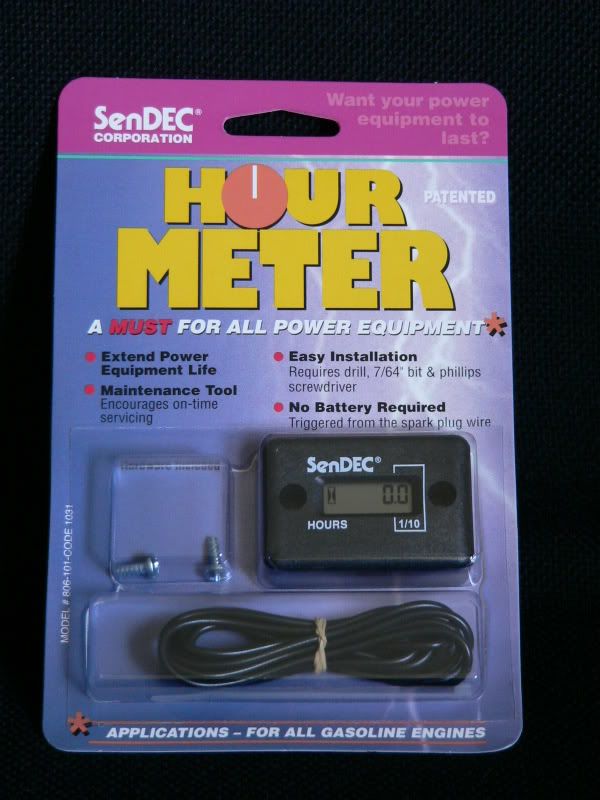 SenDEC®
CORPORATION
Want your power
equipment to
last?
HOUR
METER
PATENTED
A MUST FOR ALL POWER EQUIPMENT*
• Extend Power
Equipment Life
• Maintenance Tool
Encourages on-time
servicing
• Easy Installation
Requires drill, 7/64" bit & phillips
screwdriver
• No Battery Required
Triggered from the spark plug wire
Hardware Included
SenDEC®
0.0
HOURS
1/10
MODEL # 806-101-CODE 1031
* APPLICATIONS – FOR ALL GASOLINE ENGINES